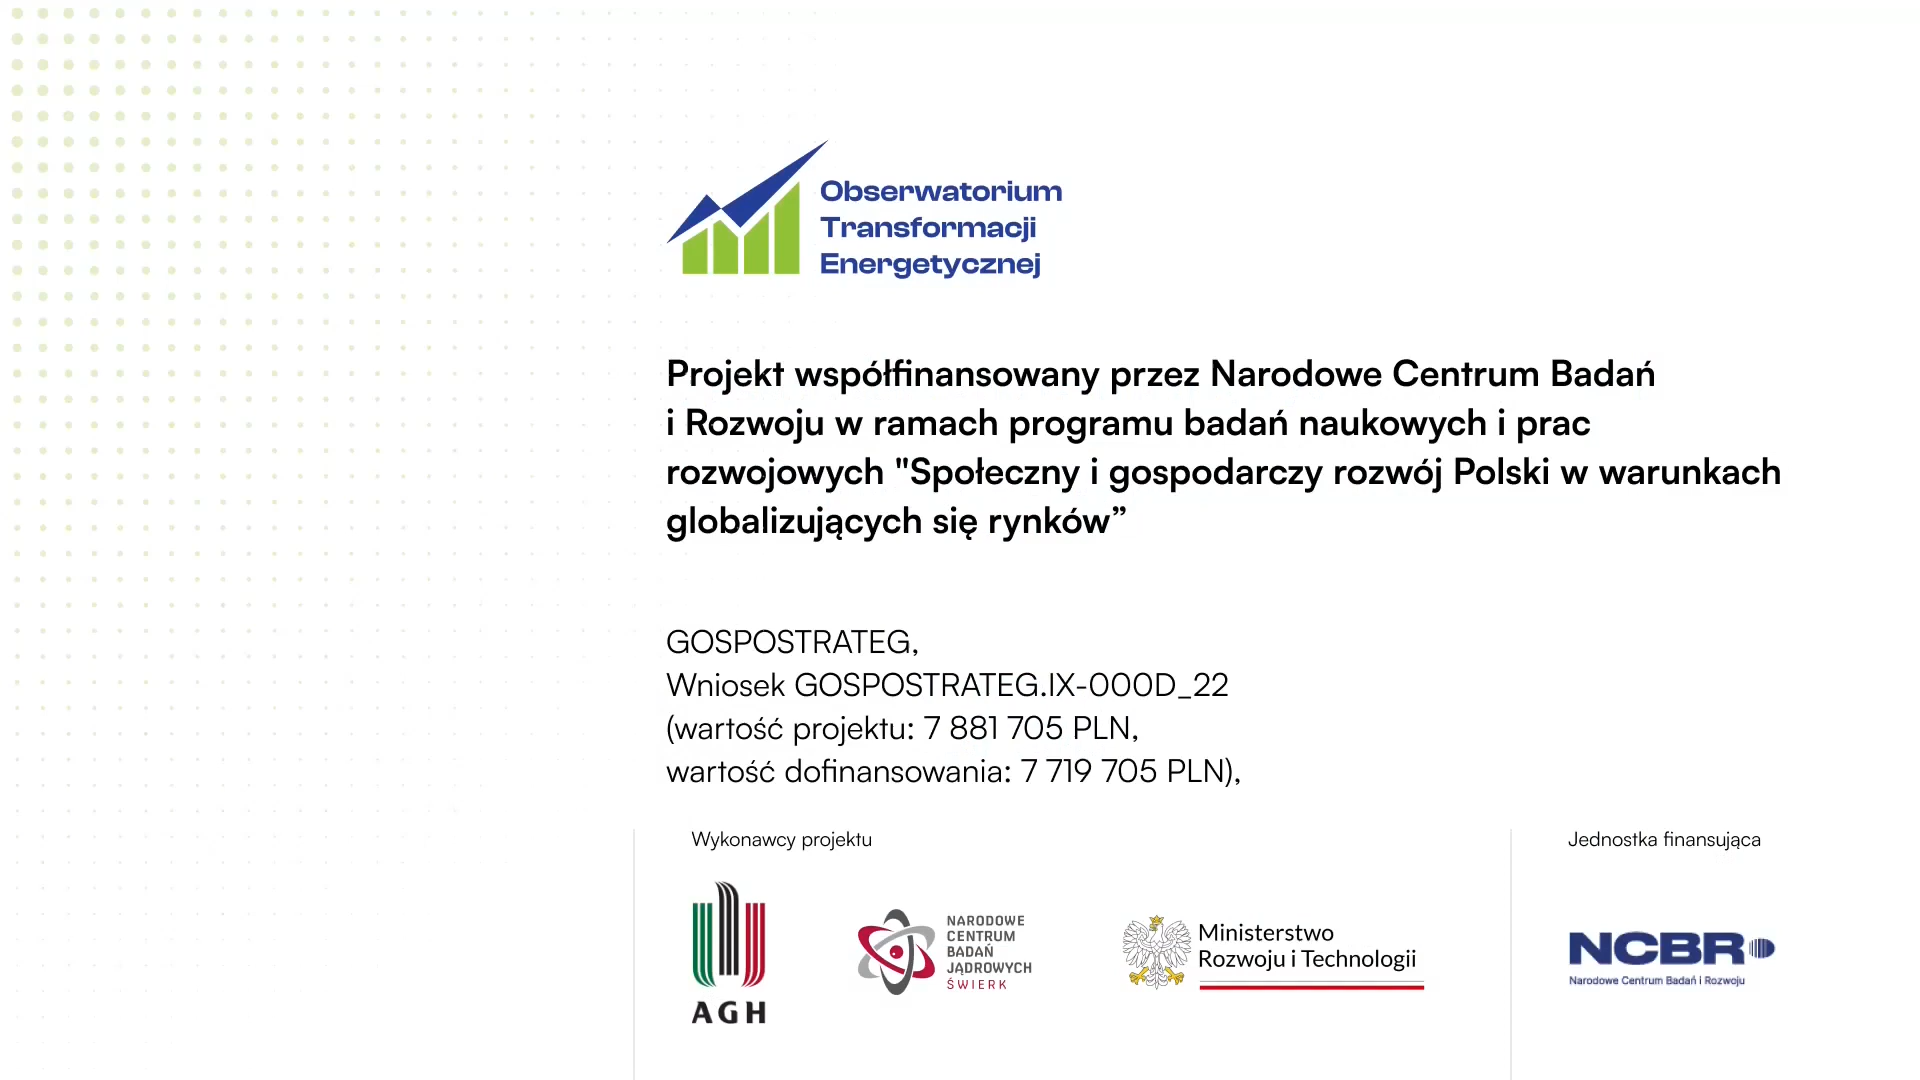 Obserwatorium
Transformacji
Energetycznej
Projekt współfinansowany przez Narodowe Centrum Badań
i Rozwoju w ramach programu badań naukowych i prac
rozwojowych "Społeczny i gospodarczy rozwój Polski w warunkach
globalizujących się rynków”
GOSPOSTRATEG,
Wniosek GOSPOSTRATEG.IX-000D_22
(wartość projektu: 7 881 705 PLN,
wartość dofinansowania: 7 719 705 PLN),
Wykonawcy projektu
AGH
NARODOWE
CENTRUM
BADAŃ
JĄDROWYCH
ŚWIERK
Ministerstwo
Rozwoju i Technologii
Jednostka finansująca
NCBR
Narodowe Centrum Badań i Rozwoju